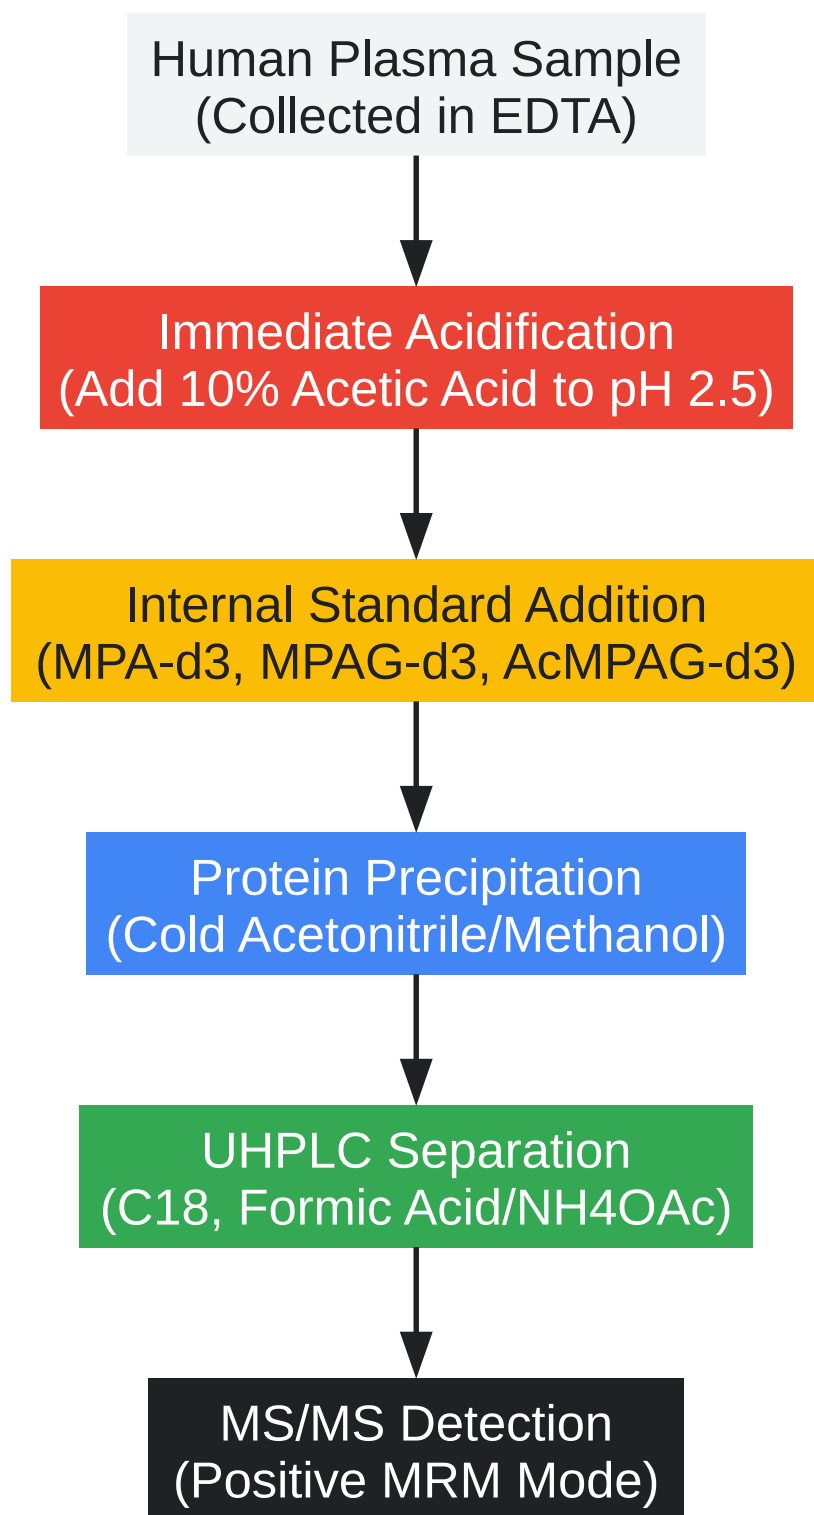 Human Plasma Sample
(Collected in EDTA)
Immediate Acidification
(Add 10% Acetic Acid to pH 2.5)
Internal Standard Addition
(MPA-d3, MPAG-d3, AcMPAG-d3)
Protein Precipitation
(Cold Acetonitrile/Methanol)
UHPLC Separation
(C18, Formic Acid/NH4OAc)
MS/MS Detection
(Positive MRM Mode)